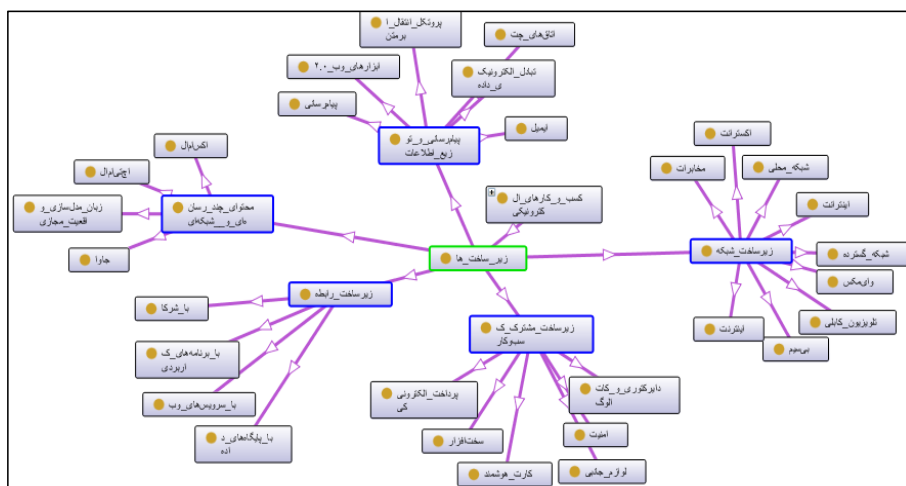 پروتکل_انتقال_ا
برمتن
اتاق‌های_چت
ابزارهای_وب_۲.۰
تبادل_الکترونیک
ی_داده
پیام‌رسانی
ایمیل
پیام‌رسانی_و_تو
زیع_اطلاعات
اکس‌ام‌ال
اچ‌تی‌ام‌ال
زبان_مدل‌سازی_و
اقعیت_مجازی
محتوای_چند_رسان
ه‌ای_و__شبکه‌ای
جاوا
کسب_و_کارهای_ال
کترونیکی
زیر_ساخت_ها
اکسترانت
مخابرات
شبکه_محلی
اینترانت
زیرساخت_شبکه
شبکه_گسترده
وای‌مکس
تلویزیون_کابلی
بی‌سیم
اینترنت
زیرساخت_رابطه
با_شرکا
با_برنامه‌های_ک
اربردی
با_سرویس‌های_وب
با_پایگاه‌های_د
اده
زیرساخت_مشترک_ک
سب‌وکار
پرداخت_الکترونی
کی
سخت‌افزار
کارت_هوشمند
لوازم_جانبی
امنیت
دایرکتوری_و_کات
الوگ